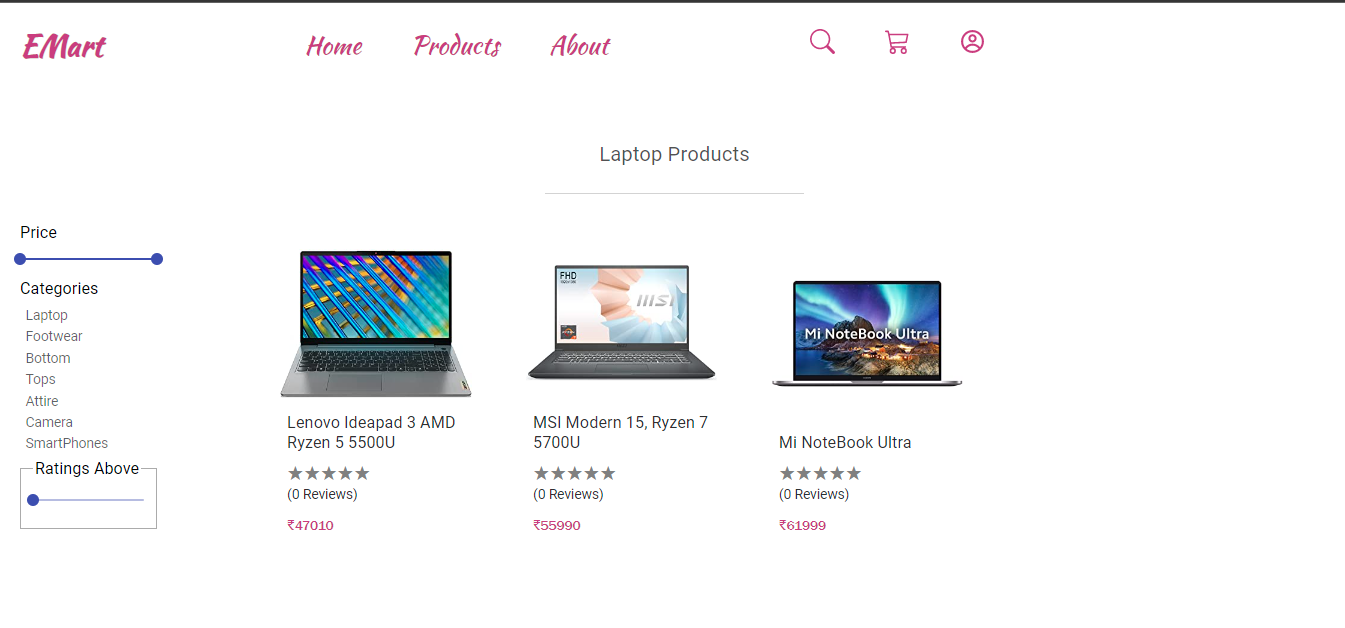 EMart
Home
Products
About
Laptop Products
Price
Categories
Laptop
Footwear
Bottom
Tops
Attire
Camera
SmartPhones
Ratings Above
FHD
msi
Lenovo Ideapad 3 AMD
Ryzen 5 5500U
(0 Reviews)
₹47010
MSI Modern 15, Ryzen 7
5700U
(0 Reviews)
₹55990
Mi NoteBook Ultra
Mi NoteBook Ultra
(0 Reviews)
₹61999